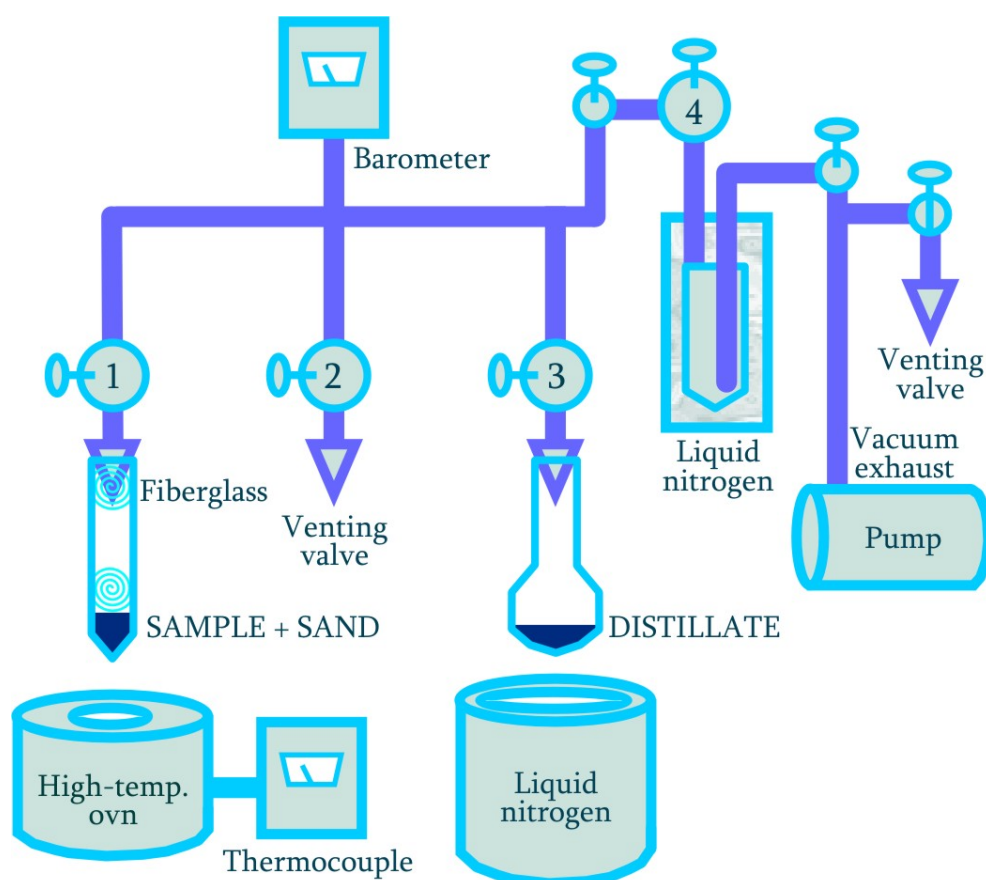 Barometer
4
1
2
3
Fiberglass
Venting
valve
Liquid
nitrogen
Venting
valve
Vacuum
exhaust
Pump
SAMPLE + SAND
DISTILLATE
High-temp.
ovn
Thermocouple
Liquid
nitrogen